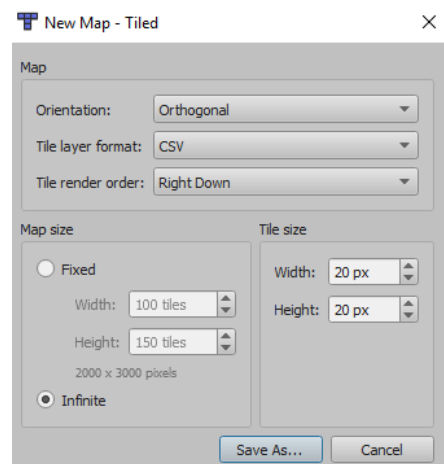 New Map - Tiled
Map
Orientation: Orthogonal
Tile layer format: CSV
Tile render order: Right Down
Map size
Tile size
Fixed
Width: 100 tiles
Height: 150 tiles
2000 x 3000 pixels
Infinite
Width: 20 px
Height: 20 px
Save As...
Cancel